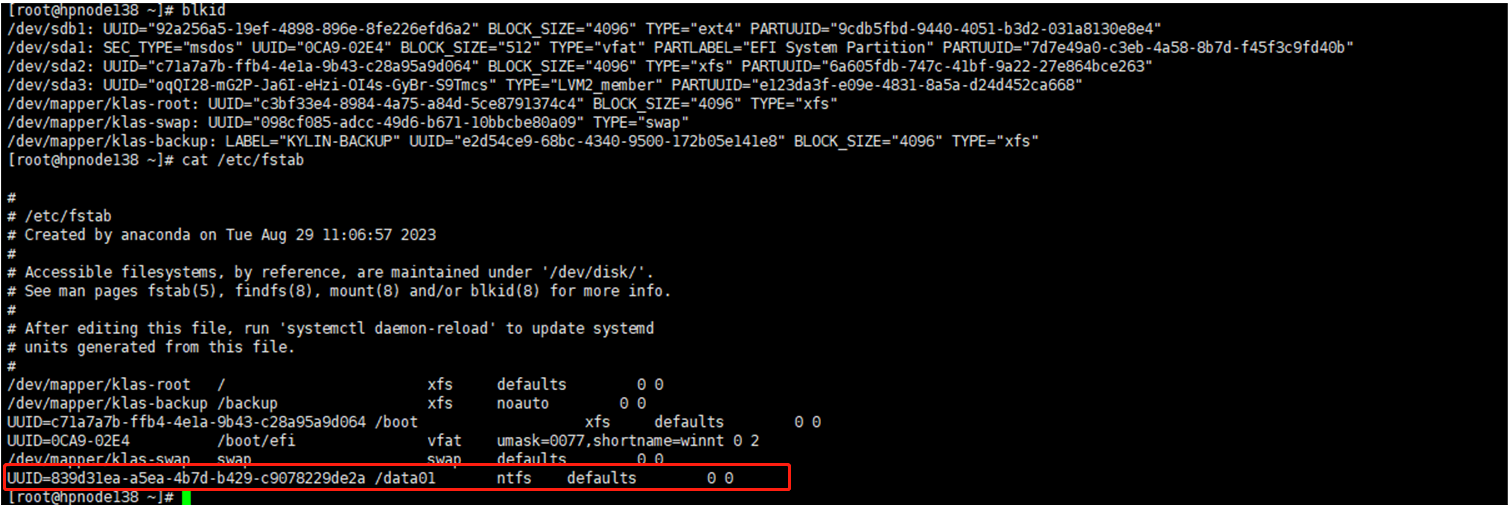 [root@hpnode138 ~]# blkid
/dev/sdb1: UUID="92a256a5-19ef-4898-896e-8fe226efd6a2" BLOCK_SIZE="4096" TYPE="ext4" PARTUUID="9cdb5fbd-9440-4051-b3d2-031a8130e8e4"
/dev/sda1: SEC_TYPE="msdos" UUID="0CA9-02E4" BLOCK_SIZE="512" TYPE="vfat" PARTLABEL="EFI System Partition" PARTUUID="7d7e49a0-c3eb-4a58-8b7d-f45f3c9fd40b"
/dev/sda2: UUID="c71a7a7b-ffb4-4e1a-9b43-c28a95a9d064" BLOCK_SIZE="4096" TYPE="xfs" PARTUUID="6a605fdb-747c-41bf-9a22-27e864bce263"
/dev/sda3: UUID="oqQI28-mG2P-Ja6I-eHzi-OI4s-GyBr-S9Tmcs" TYPE="LVM2_member" PARTUUID="e123da3f-e09e-4831-8a5a-d24d452ca668"
/dev/mapper/klas-root: UUID="c3bf33e4-8984-4a75-a84d-5ce8791374c4" BLOCK_SIZE="4096" TYPE="xfs"
/dev/mapper/klas-swap: UUID="098cf085-adcc-49d6-b671-10bbcbe80a09" TYPE="swap"
/dev/mapper/klas-backup: LABEL="KYLIN-BACKUP" UUID="e2d54ce9-68bc-4340-9500-172b05e141e8" BLOCK_SIZE="4096" TYPE="xfs"
[root@hpnode138 ~]# cat /etc/fstab

#
# /etc/fstab
# Created by anaconda on Tue Aug 29 11:06:57 2023
#
# Accessible filesystems, by reference, are maintained under '/dev/disk/'.
# See man pages fstab(5), findfs(8), mount(8) and/or blkid(8) for more info.
#
# After editing this file, run 'systemctl daemon-reload' to update systemd
# units generated from this file.
#
/dev/mapper/klas-root   /                       xfs     defaults        0 0
/dev/mapper/klas-backup /backup                 xfs     noauto        0 0
UUID=c71a7a7b-ffb4-4e1a-9b43-c28a95a9d064 /boot                   xfs     defaults        0 0
UUID=0CA9-02E4          /boot/efi               vfat    umask=0077,shortname=winnt 0 2
/dev/mapper/klas-swap   swap                    swap    defaults        0 0
UUID=839d31ea-a5ea-4b7d-b429-c9078229de2a /data01       ntfs    defaults        0 0
[root@hpnode138 ~]#